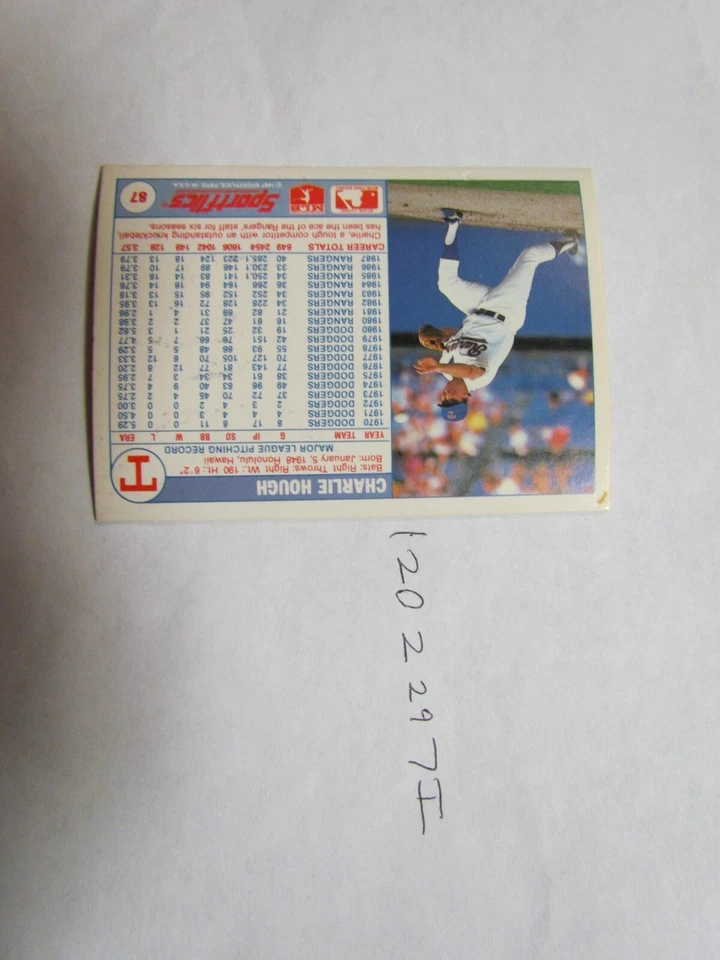 CHARLIE HOUGH
T
Bats: Right Throws: Right Wt.: 190 Ht.: 6'2"
Born: January 5, 1948 Honolulu, Hawaii
MAJOR LEAGUE PITCHING RECORD
YEAR TEAM G IP SO BB W L ERA
1970 DODGERS 8 17 8 11 0 0 5.29
1971 DODGERS 4 4 4 3 0 0 4.50
1972 DODGERS 2 3 4 2 0 0 3.00
1973 DODGERS 37 72 70 45 4 2 2.75
1974 DODGERS 49 96 63 40 9 4 3.75
1975 DODGERS 38 61 34 34 3 7 2.95
1976 DODGERS 77 143 81 77 12 8 2.20
1977 DODGERS 70 127 105 70 6 12 3.33
1978 DODGERS 55 93 66 48 5 5 3.29
1979 DODGERS 42 151 76 66 7 5 4.77
1980 DODGERS 19 32 25 21 1 3 5.62
1980 RANGERS 16 61 47 37 2 2 3.98
1981 RANGERS 21 82 69 31 4 1 2.98
1982 RANGERS 34 228 128 72 16 13 3.95
1983 RANGERS 34 252 152 95 15 13 3.18
1984 RANGERS 36 266 164 94 16 14 3.76
1985 RANGERS 34 250.1 141 83 14 16 3.31
1986 RANGERS 33 230.1 146 89 17 10 3.79
1987 RANGERS 40 285.1 223 124 18 13 3.79
CAREER TOTALS 649 2454 1606 1042 149 128 3.57
Charlie, a tough competitor with an outstanding knuckleball,
has been the ace of the Rangers' staff for six seasons.
Sportflics
87
© 1987 SPORTFLICS, PRTD. IN U.S.A.
1202297I